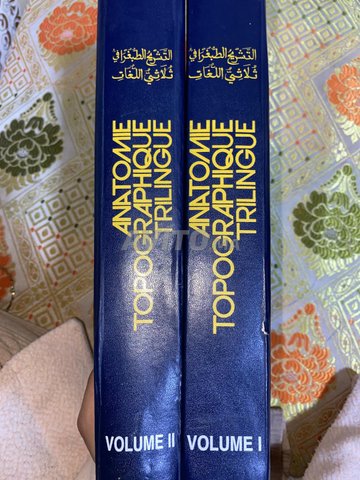 التشريح الطبغرافي
ثلاثي اللغات
ANATOMIE
TOPOGRAPHIQUE
TRILINGUE
VOLUME II
التشريح الطبغرافي
ثلاثي اللغات
ANATOMIE
TOPOGRAPHIQUE
TRILINGUE
VOLUME I